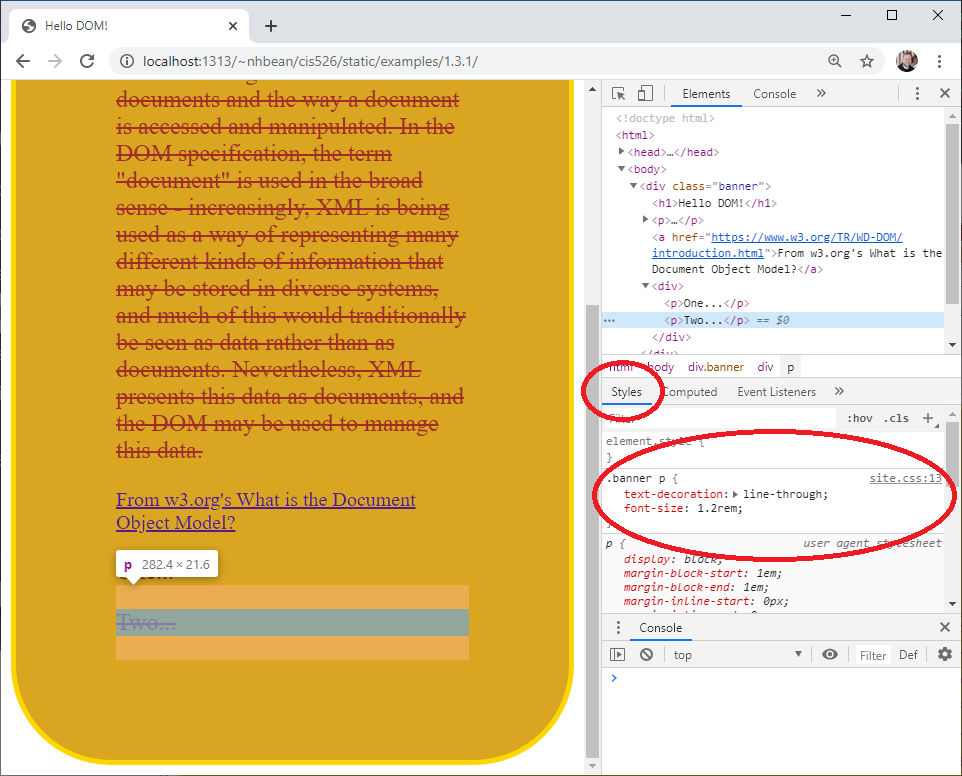 Hello DOM!
localhost:1313/~nhbean/cis526/static/examples/1.3.1/
documents and the way a document
is accessed and manipulated. In the
DOM specification, the term
"document" is used in the broad
sense - increasingly, XML is being
used as a way of representing many
different kinds of information that
may be stored in diverse systems,
and much of this would traditionally
be seen as data rather than as
documents. Nevertheless, XML
presents this data as documents, and
the DOM may be used to manage
this data.
From w3.org's What is the Document
Object Model?
p 282.4 × 21.6
Two...
Elements Console »
<!doctype html>
<html>
▶<head>…</head>
▼<body>
▼<div class="banner">
<h1>Hello DOM!</h1>
▶<p>…</p>
<a href="https://www.w3.org/TR/WD-DOM/
introduction.html">From w3.org's What is the
Document Object Model?</a>
▼<div>
<p>One...</p>
<p>Two...</p> == $0
</div>
</div>
html body div.banner div p
Styles Computed Event Listeners »
Filter :hov .cls +
element.style {
}
.banner p { site.css:13
text-decoration: ▶ line-through;
font-size: 1.2rem;
}
p { user agent stylesheet
display: block;
margin-block-start: 1em;
margin-block-end: 1em;
margin-inline-start: 0px;
Console
top Filter Def